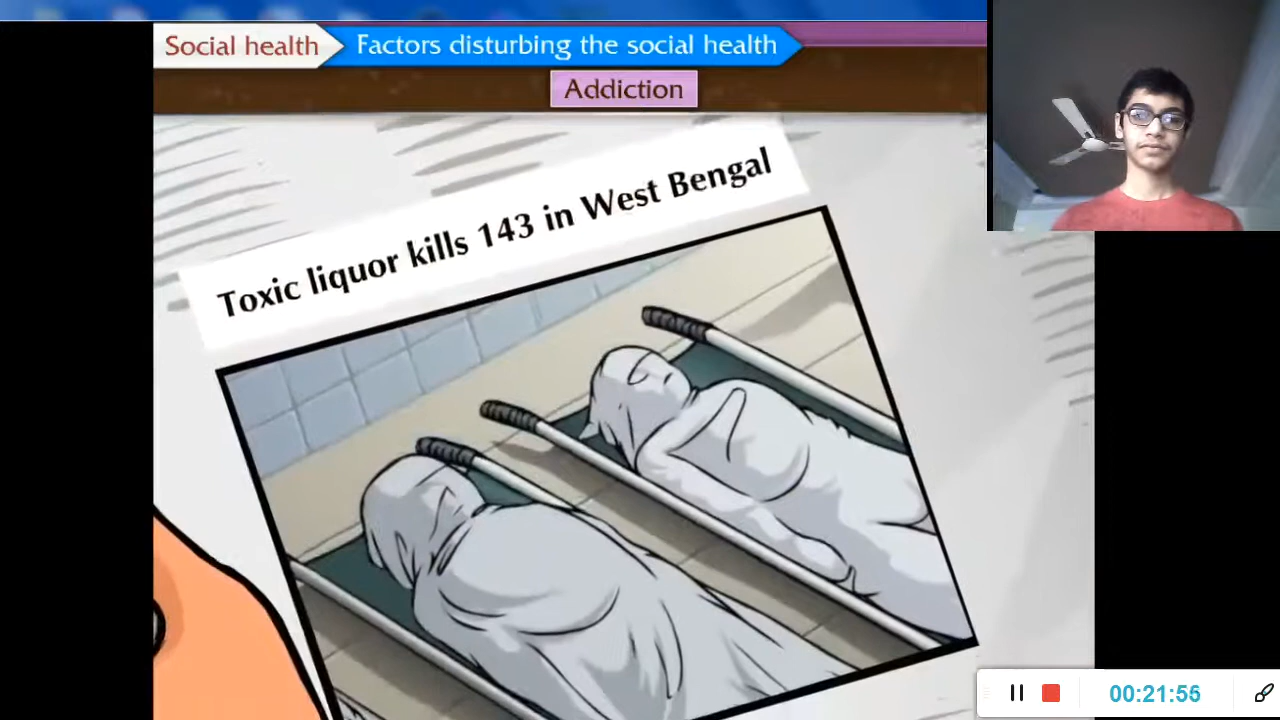 Social health
Factors disturbing the social health
Addiction
Toxic liquor kills 143 in West Bengal
00:21:55